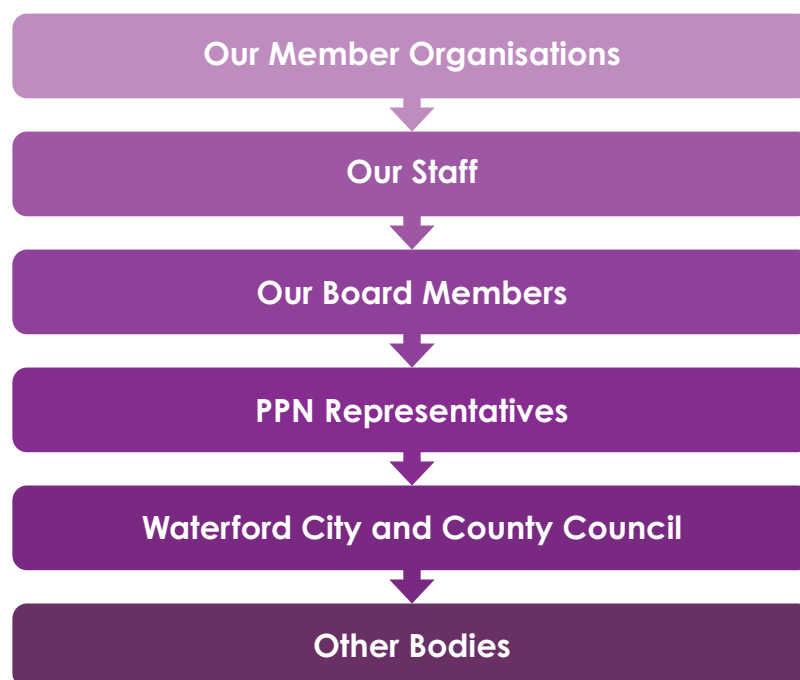 Our Member Organisations
Our Staff
Our Board Members
PPN Representatives
Waterford City and County Council
Other Bodies